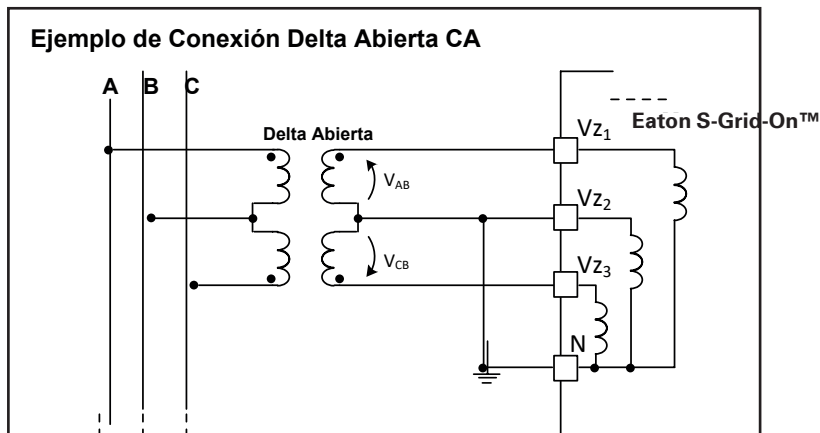 Ejemplo de Conexión Delta Abierta CA
A B C
Eaton S-Grid-On™
Delta Abierta
Vz1
VAB
Vz2
VCB
Vz3
N